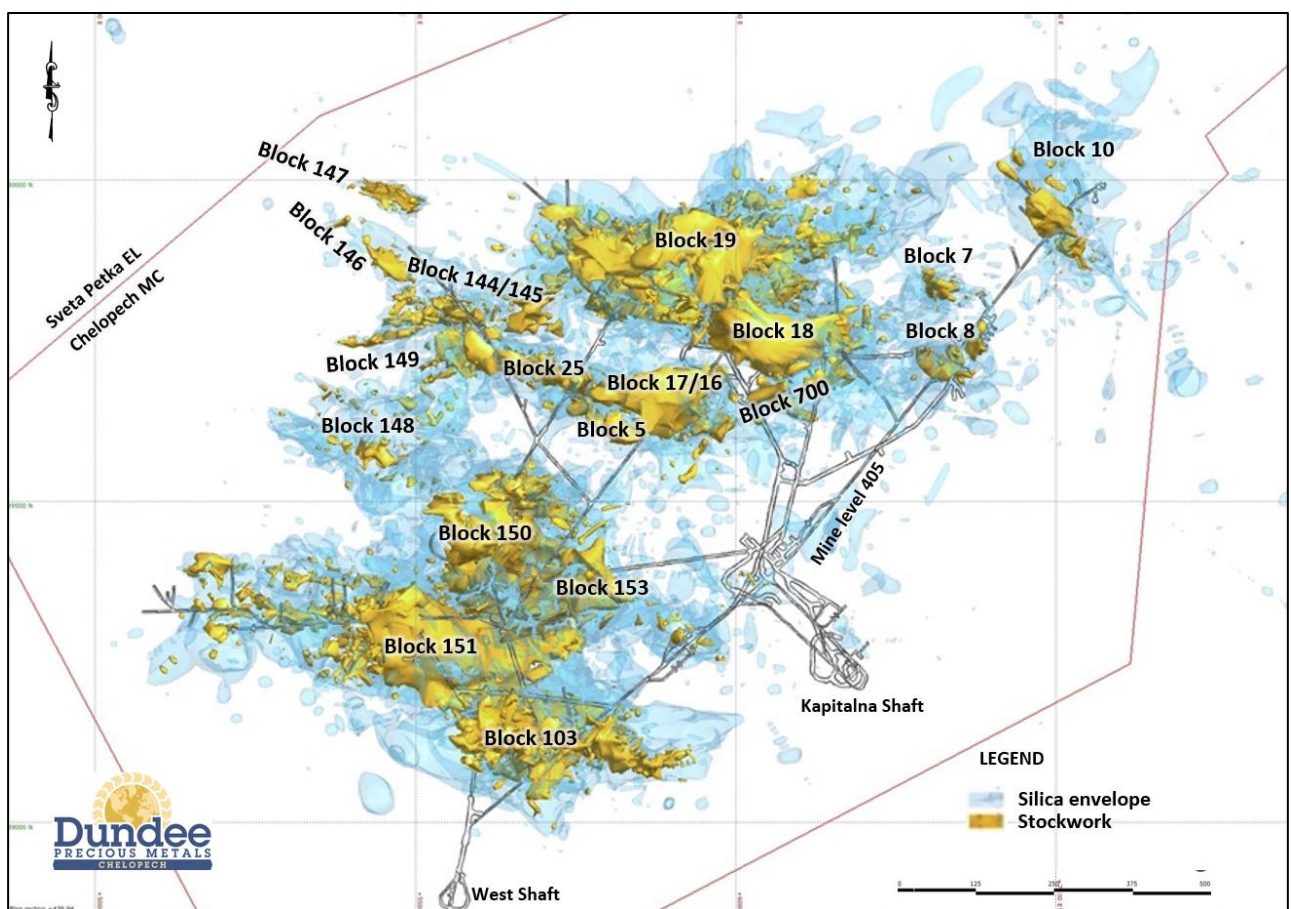 Block 147
Block 10
Block 146
Block 19
Block 7
Block 144/145
Sveta Petka EL
Chelopech MC
Block 18
Block 8
Block 149
Block 25
Block 17/16
Block 700
Block 148
Block 5
Mine level 405
Block 150
Block 153
Block 151
Kapitalna Shaft
Block 103
LEGEND
Silica envelope
Stockwork
Dundee
PRECIOUS METALS
CHELOPECH
West Shaft
0 125 250 375 500